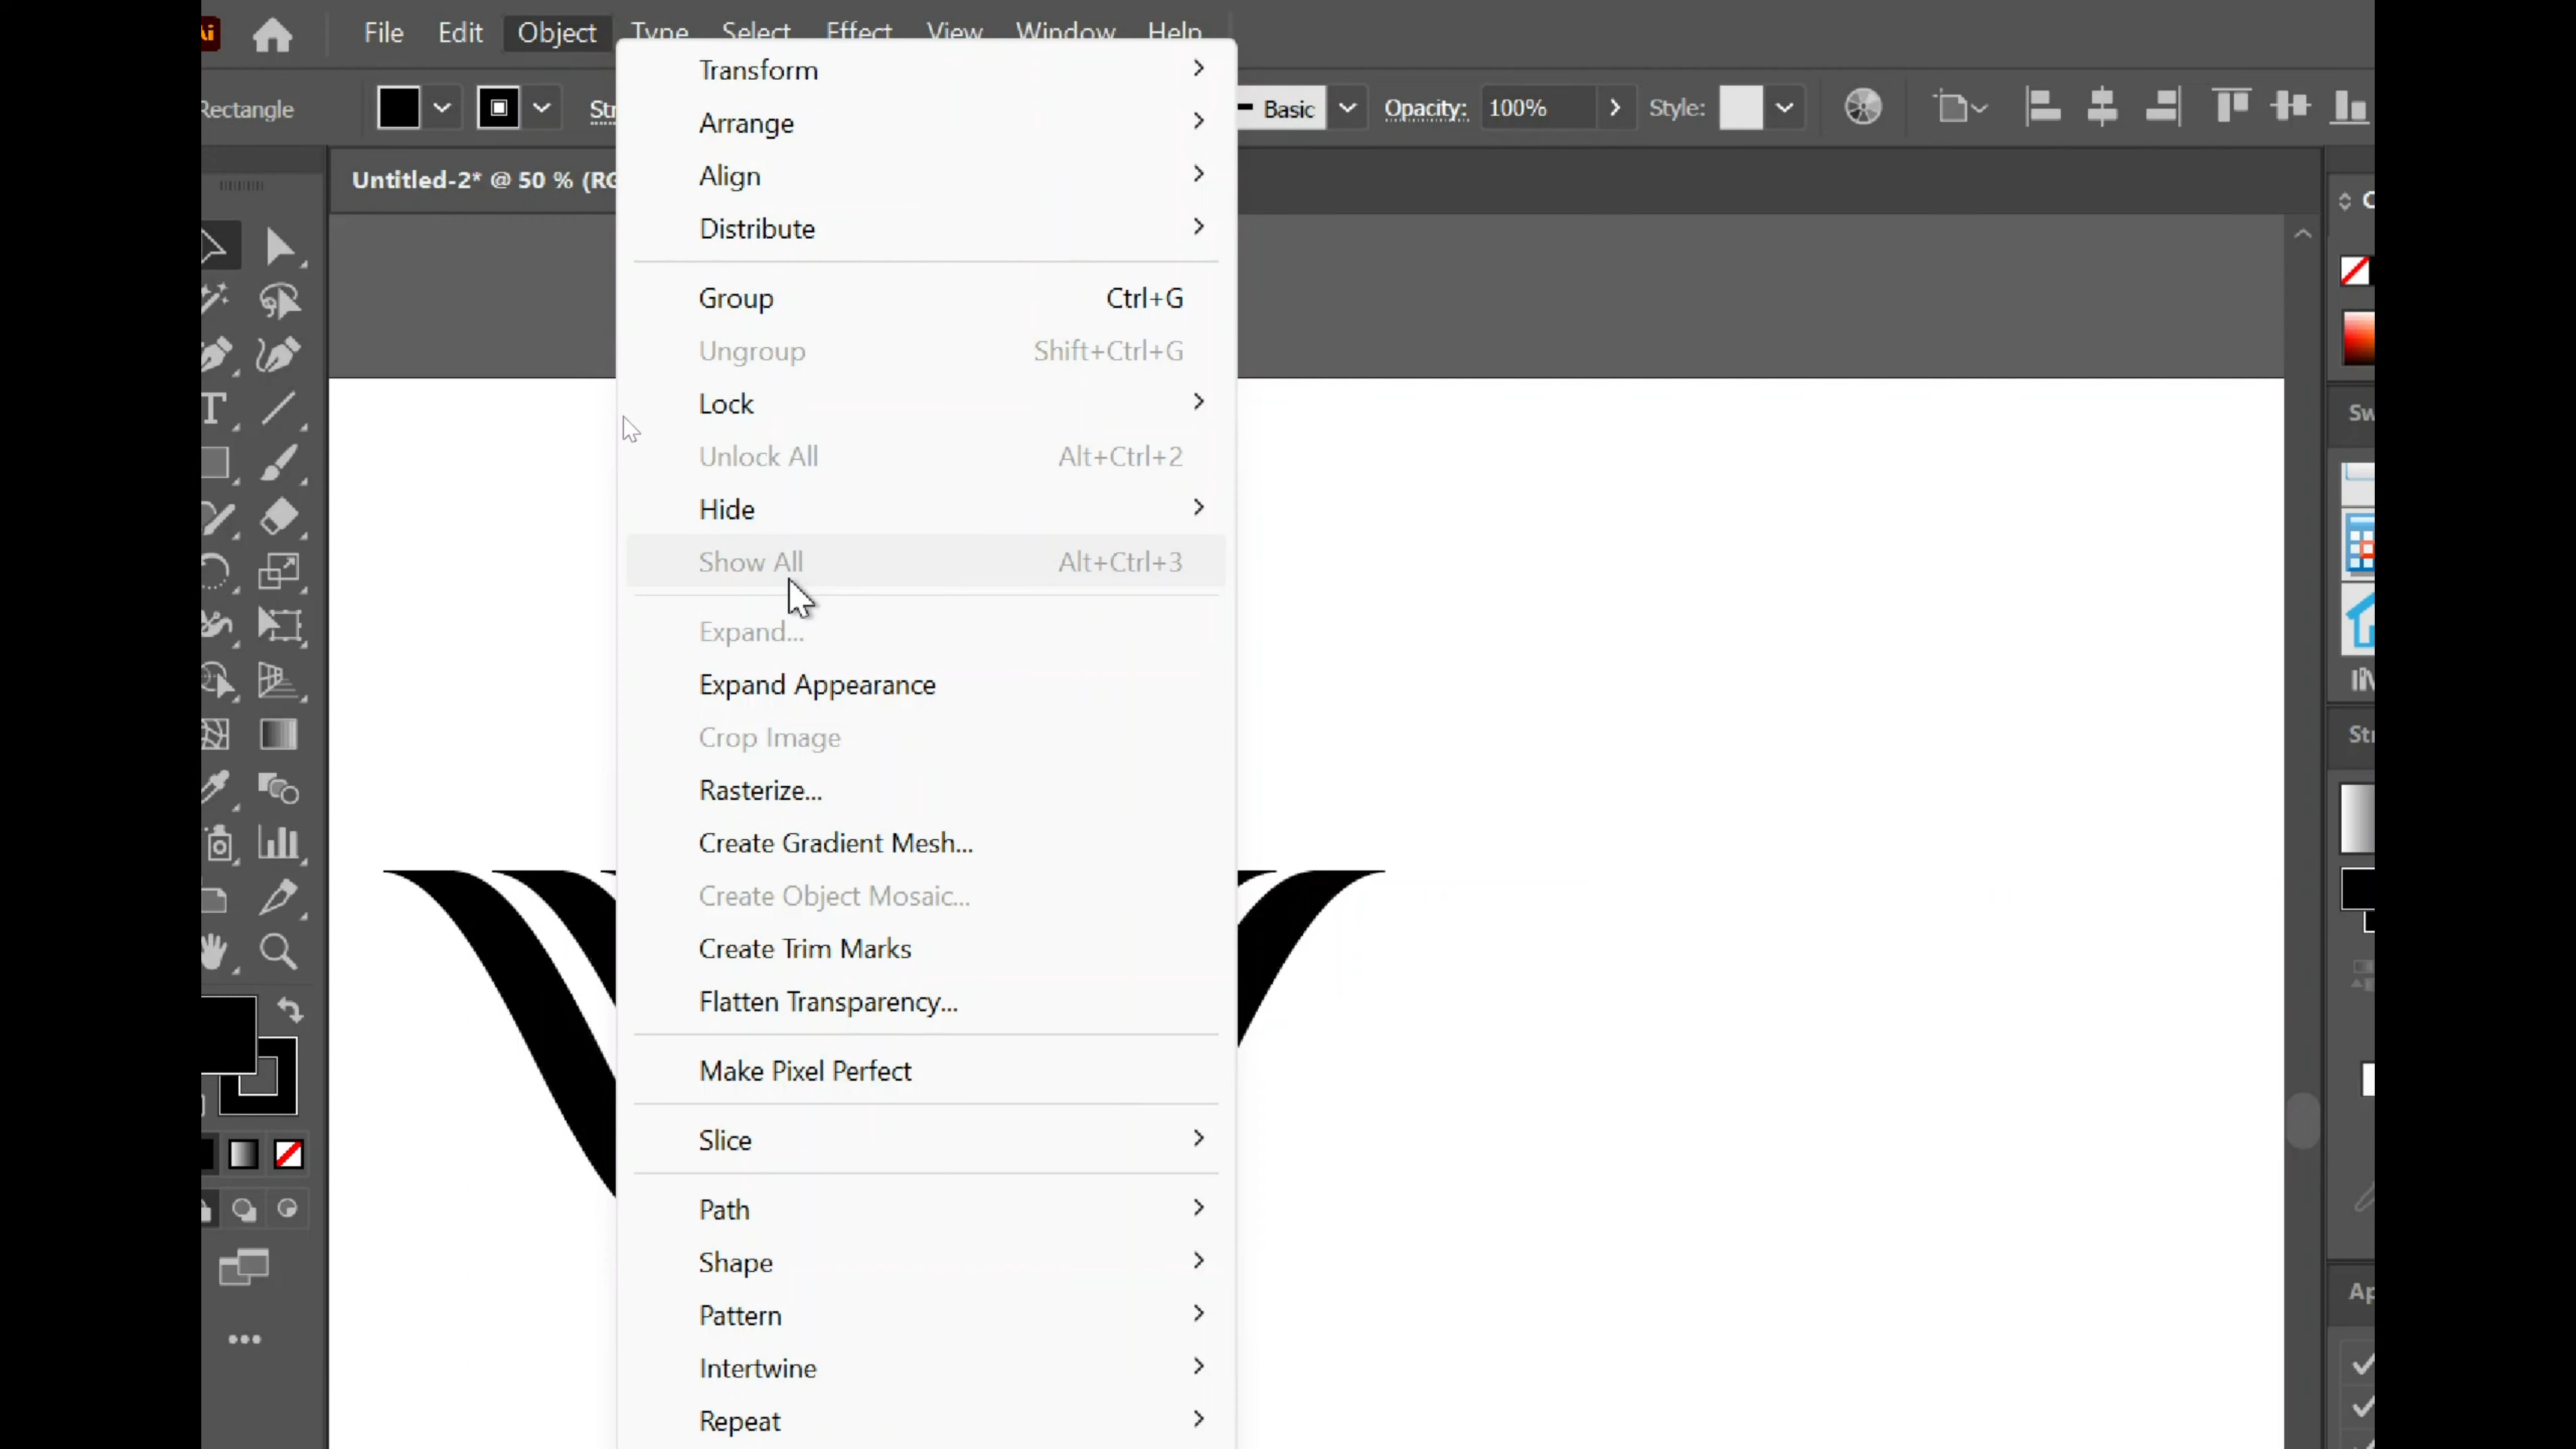 Ai
File Edit Object Type Select Effect View Window Help
Rectangle
Basic Opacity: 100% Style:
Untitled-2* @ 50 %
Transform
Arrange
Align
Distribute
Group Ctrl+G
Ungroup Shift+Ctrl+G
Lock
Unlock All Alt+Ctrl+2
Hide
Show All Alt+Ctrl+3
Expand...
Expand Appearance
Crop Image
Rasterize...
Create Gradient Mesh...
Create Object Mosaic...
Create Trim Marks
Flatten Transparency...
Make Pixel Perfect
Slice
Path
Shape
Pattern
Intertwine
Repeat